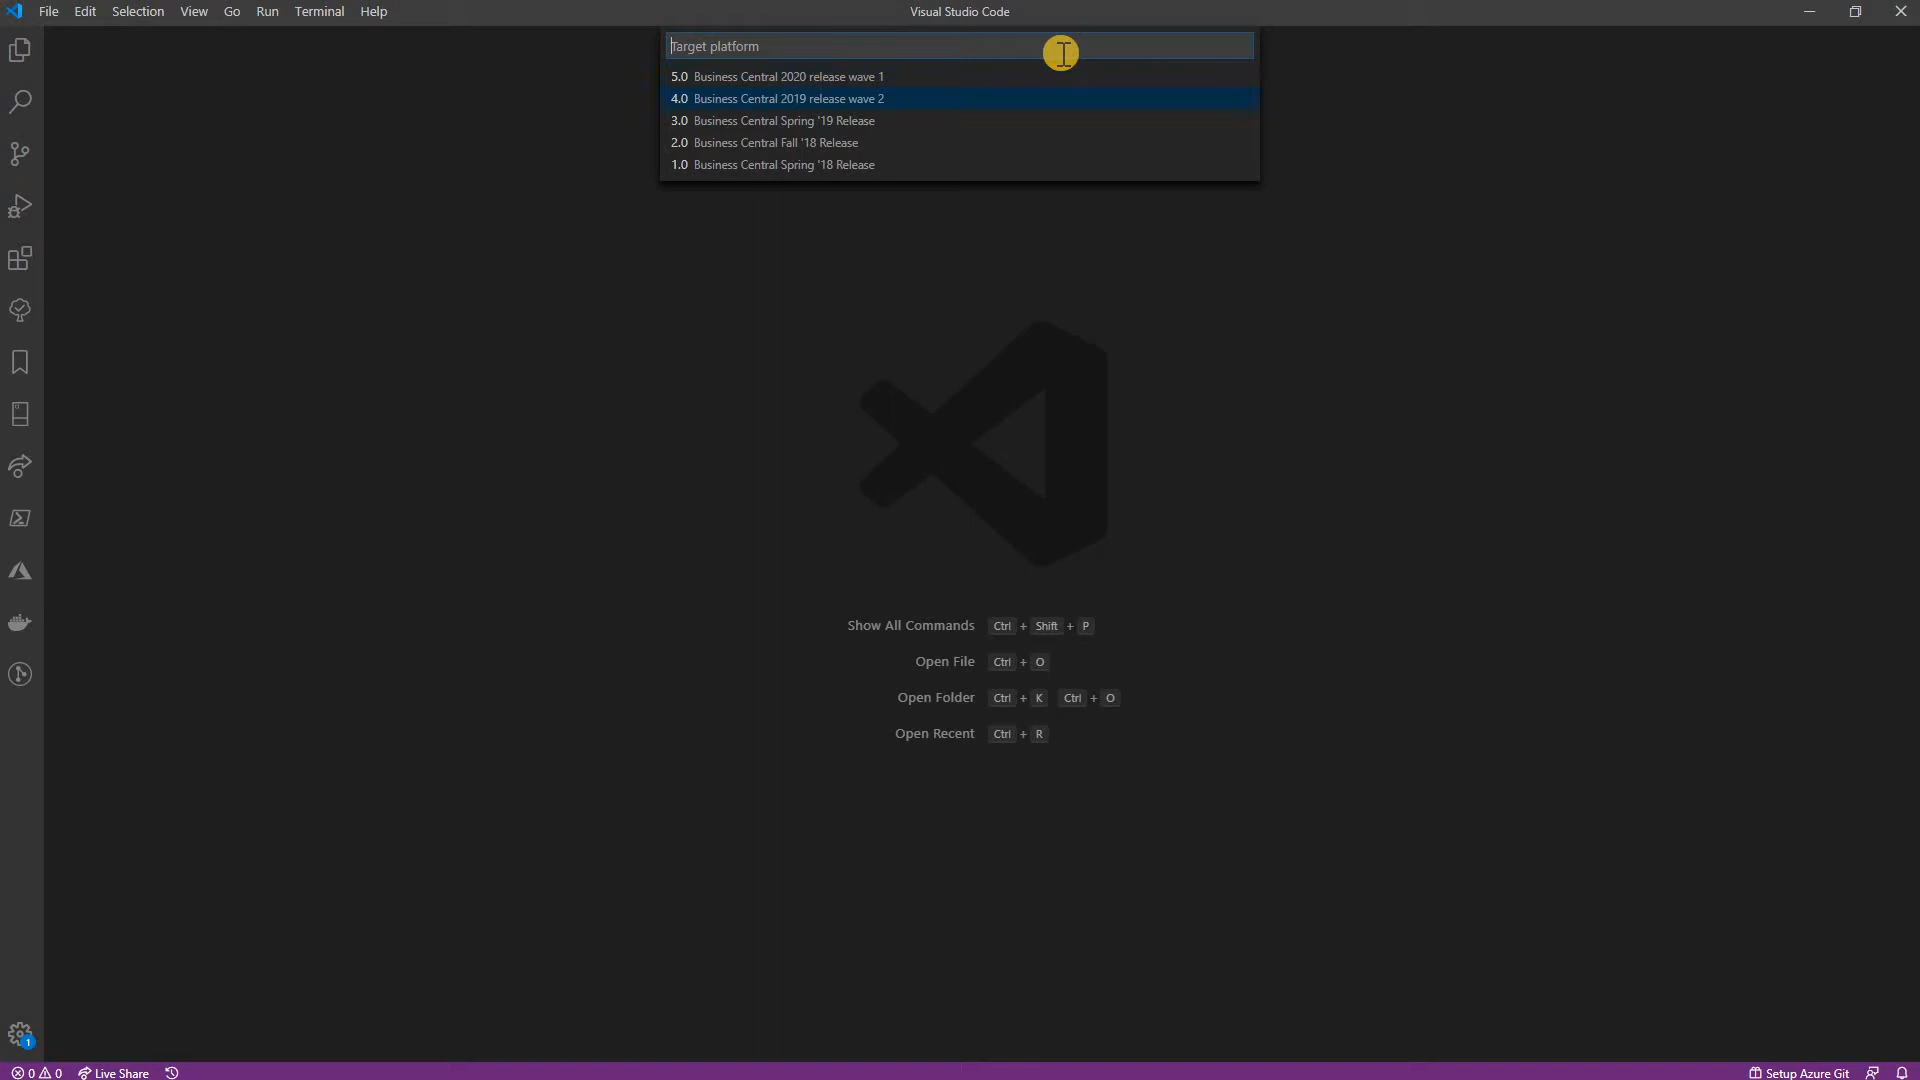 File Edit Selection View Go Run Terminal Help
Visual Studio Code
Target platform
5.0 Business Central 2020 release wave 1
4.0 Business Central 2019 release wave 2
3.0 Business Central Spring '19 Release
2.0 Business Central Fall '18 Release
1.0 Business Central Spring '18 Release
Show All Commands Ctrl + Shift + P
Open File Ctrl + O
Open Folder Ctrl + K Ctrl + O
Open Recent Ctrl + R
1
0 0 Live Share
Setup Azure Git